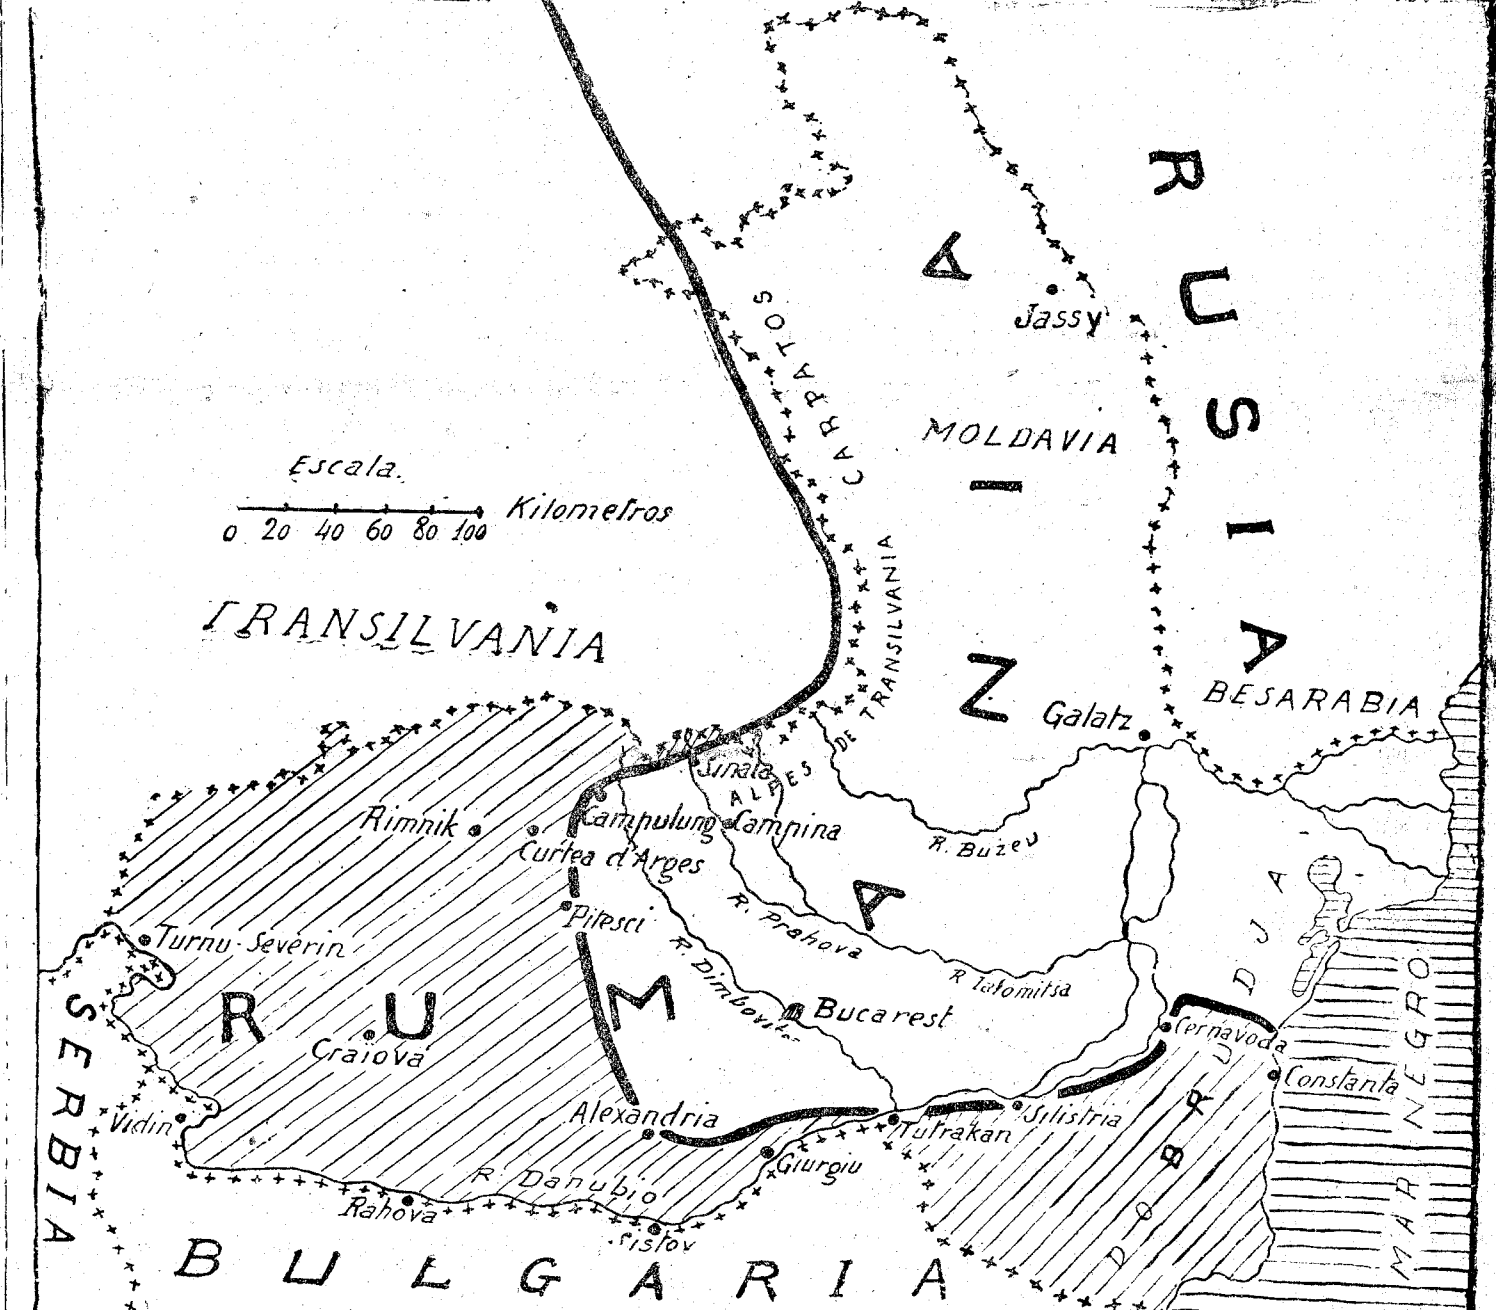 RUSIA
Jassy
CARPATOS
MOLDAVIA
Escala.
Kilometros
0 20 40 60 80 100
TRANSILVANIA
ALPES DE TRANSILVANIA
BESARABIA
Galatz
Sinaia
Rimnik
Campulung
Campina
Curtea d'Arges
R. Buzeu
Pitesci
R. Prahova
Turnu-Severin
R. Dimbovitza
R Ialomitsa
RUMANIA
Bucarest
Cernavoda
Craiova
Constanta
SERBIA
Vidin
Alexandria
Tutrakan
Silistria
Giurgiu
R Danubio
Rahova
Sistov
DOBRUDJA
MAR NEGRO
BULGARIA